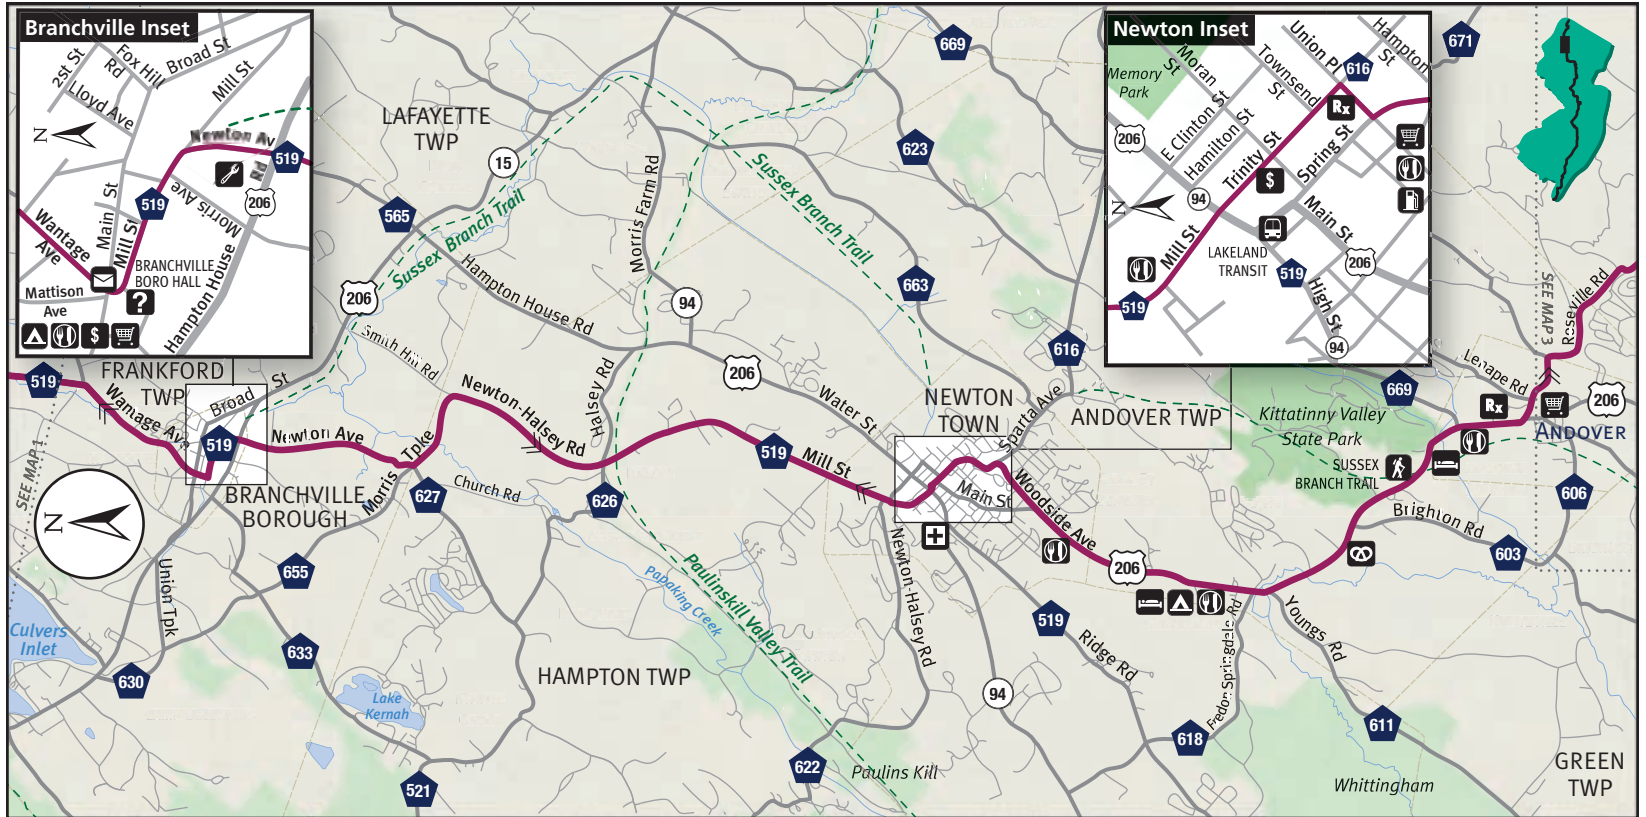 Branchville Inset
2nd St
Fox Hill
Rd
Broad St
Lloyd Ave
Mill St
N
Newton Av
519
Rd
206
Morris Ave
519
Main St
Mill St
Wantage
Ave
BRANCHVILLE
BORO HALL
Mattison
Ave
?
$
Hampton House
Newton Inset
Union Pl
Hampton
St
616
Moran
St
Townsend
St
Memory
Park
Rx
206
E Clinton St
Hamilton St
Trinity St
Spring St
$
94
N
Mill St
Main St
LAKELAND
TRANSIT
206
519
High St
519
94
669
671
LAFAYETTE
TWP
15
623
565
Morris Farm Rd
Sussex Branch Trail
Sussex Branch Trail
Hampton House Rd
206
94
663
SEE MAP 3
Roseville Rd
Smith Hill Rd
616
206
Lenape Rd
FRANKFORD
TWP
519
Broad St
Wantage Ave
519
Newton Ave
Morris Tpke
Newton-Halsey Rd
Halsey Rd
Water St
NEWTON
TOWN
Sparta Ave
ANDOVER TWP
669
Kittatinny Valley
State Park
Rx
206
ANDOVER
SEE MAP 1
519
Mill St
SUSSEX
BRANCH TRAIL
N
BRANCHVILLE
BOROUGH
627
Church Rd
626
Main St
Woodside Ave
606
Brighton Rd
603
Newton-Halsey Rd
206
Union Tpk
655
Paulinskill Valley Trail
Papaking Creek
Culvers
Inlet
630
633
519
Ridge Rd
Fredon Springdale Rd
Youngs Rd
HAMPTON TWP
Lake
Kernah
94
618
611
521
622
Paulins Kill
Whittingham
GREEN
TWP